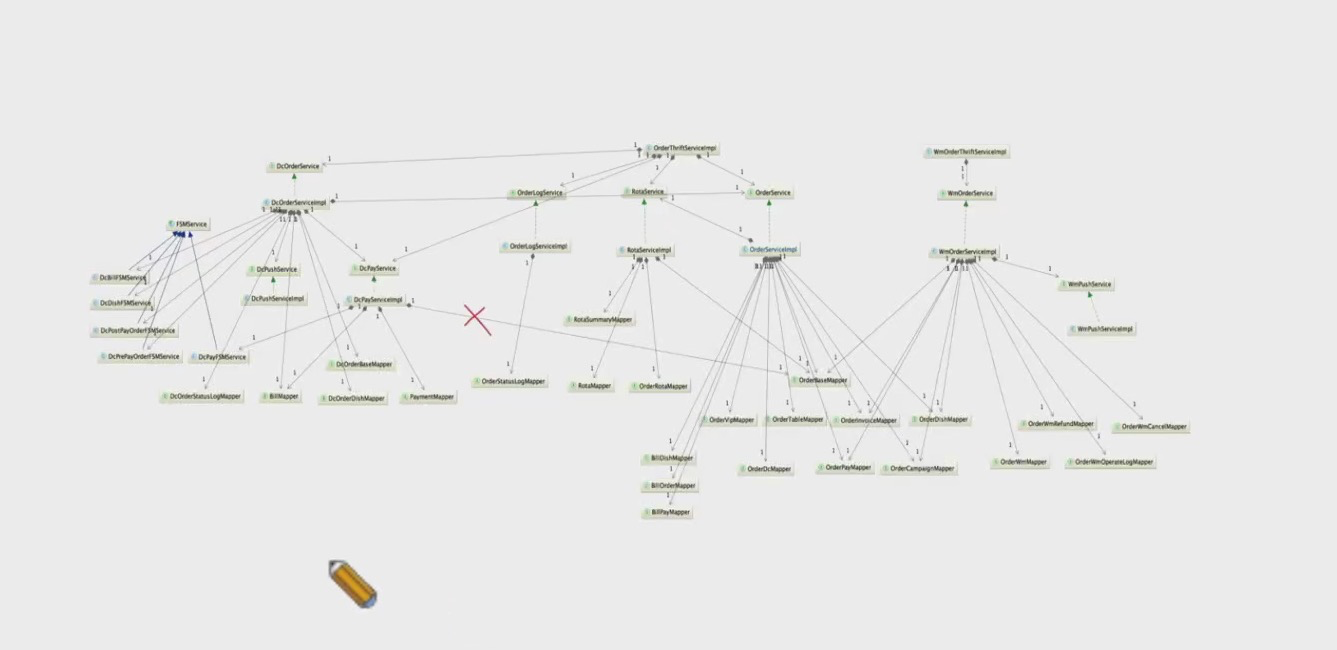 OrderThriftServiceImpl
WmOrderThriftServiceImpl
DcOrderService
OrderLogService
RotaService
OrderService
WmOrderService
DcOrderServiceImpl
FSMService
OrderLogServiceImpl
RotaServiceImpl
OrderServiceImpl
WmOrderServiceImpl
DcBillFSMService
DcPushService
DcPayService
WmPushService
DcDishFSMService
DcPushServiceImpl
DcPayServiceImpl
RotaSummaryMapper
WmPushServiceImpl
DcPostPayOrderFSMService
DcPrePayOrderFSMService
DcPayFSMService
DcOrderBaseMapper
OrderStatusLogMapper
RotaMapper
OrderRotaMapper
OrderBaseMapper
DcOrderStatusLogMapper
BillMapper
DcOrderDishMapper
PaymentMapper
OrderVipMapper
OrderTableMapper
OrderInvoiceMapper
OrderDishMapper
OrderWmRefundMapper
OrderWmCancelMapper
BillDishMapper
OrderDcMapper
OrderPayMapper
OrderCampaignMapper
OrderWmMapper
OrderWmOperateLogMapper
BillOrderMapper
BillPayMapper